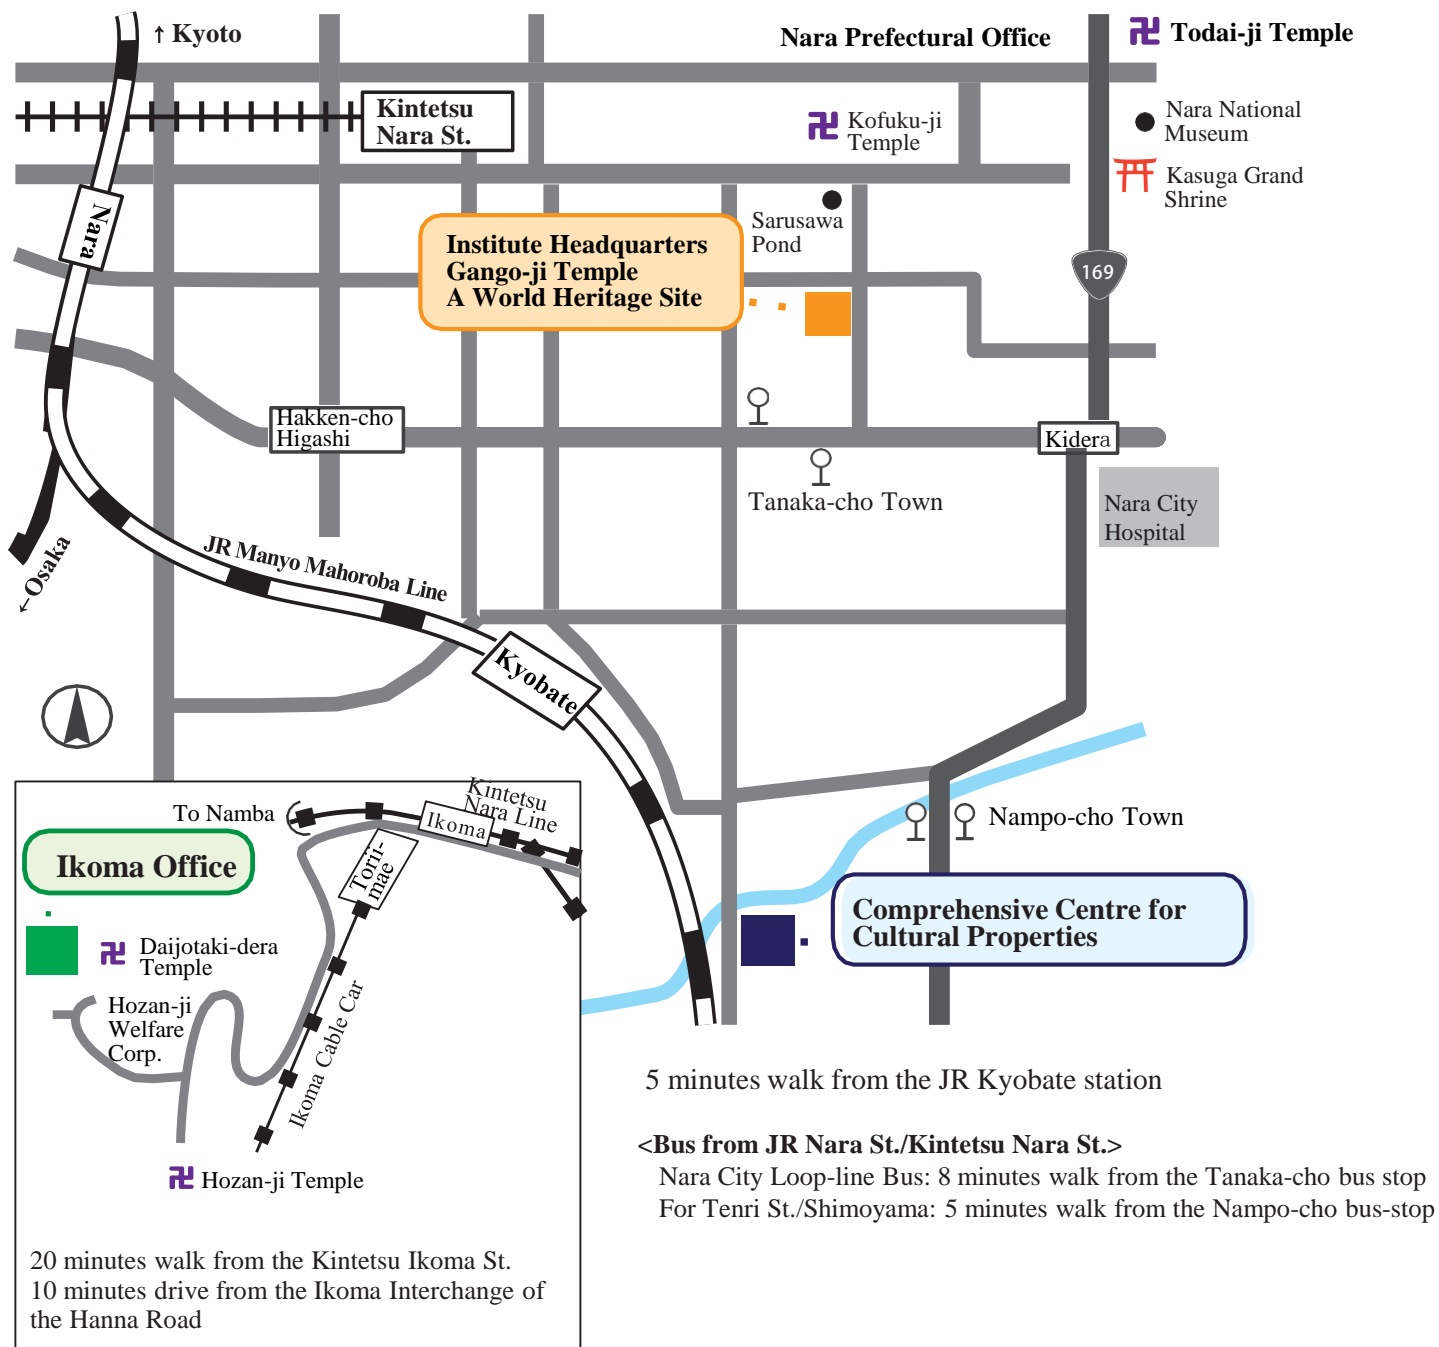 ↑ Kyoto
Nara Prefectural Office
Todai-ji Temple
Kintetsu
Nara St.
Kofuku-ji
Temple
Nara National
Museum
Kasuga Grand
Shrine
Nara
Sarusawa
Pond
Institute Headquarters
Gango-ji Temple
A World Heritage Site
169
Hakken-cho
Higashi
Kidera
Tanaka-cho Town
Nara City
Hospital
←Osaka
JR Manyo Mahoroba Line
Kyobate
To Namba
Kintetsu
Nara Line
Ikoma
Nampo-cho Town
Ikoma Office
Torii-
mae
Comprehensive Centre for
Cultural Properties
Daijotaki-dera
Temple
Hozan-ji
Welfare
Corp.
Ikoma Cable Car
Hozan-ji Temple
5 minutes walk from the JR Kyobate station
<Bus from JR Nara St./Kintetsu Nara St.>
Nara City Loop-line Bus: 8 minutes walk from the Tanaka-cho bus stop
For Tenri St./Shimoyama: 5 minutes walk from the Nampo-cho bus-stop
20 minutes walk from the Kintetsu Ikoma St.
10 minutes drive from the Ikoma Interchange of
the Hanna Road